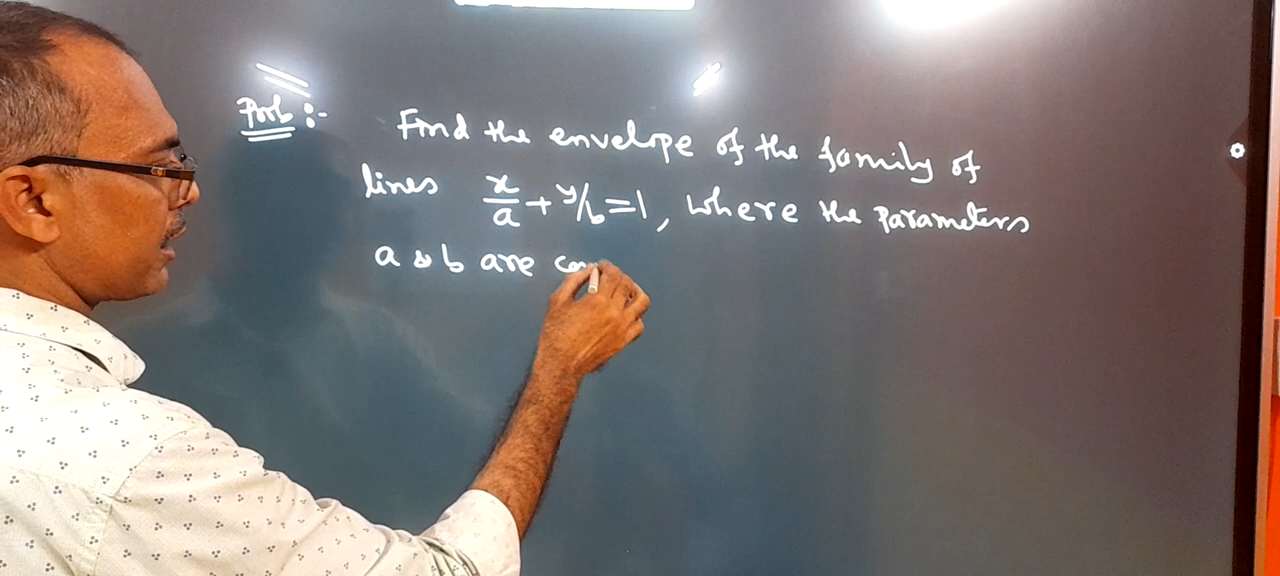 Prob :-
Find the envelope of the family of
lines x/a + y/b = 1, where the parameters
a & b are